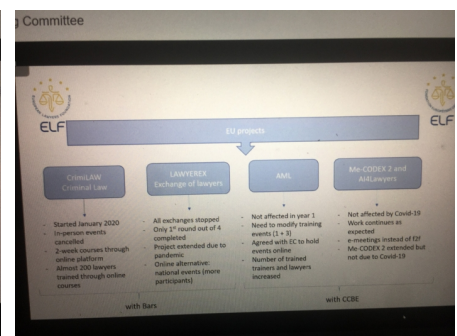 Committee
ELF
ELF
EU projects
CrimiLAW
Criminal Law
- Started January 2020
- In-person events
cancelled
- 2-week courses through
online platform
- Almost 200 lawyers
trained through online
courses
LAWYEREX
Exchange of lawyers
- All exchanges stopped
- Only 1st round out of 4
completed
- Project extended due to
pandemic
- Online alternative:
national events (more
participants)
with Bars
AML
- Not affected in year 1
- Need to modify training
events (1 + 3)
- Agreed with EC to hold
events online
- Number of trained
trainers and lawyers
increased
Me-CODEX 2 and
AI4Lawyers
- Not affected by Covid-19
- Work continues as
expected
- e-meetings instead of f2f
- Me-CODEX 2 extended but
not due to Covid-19
with CCBE